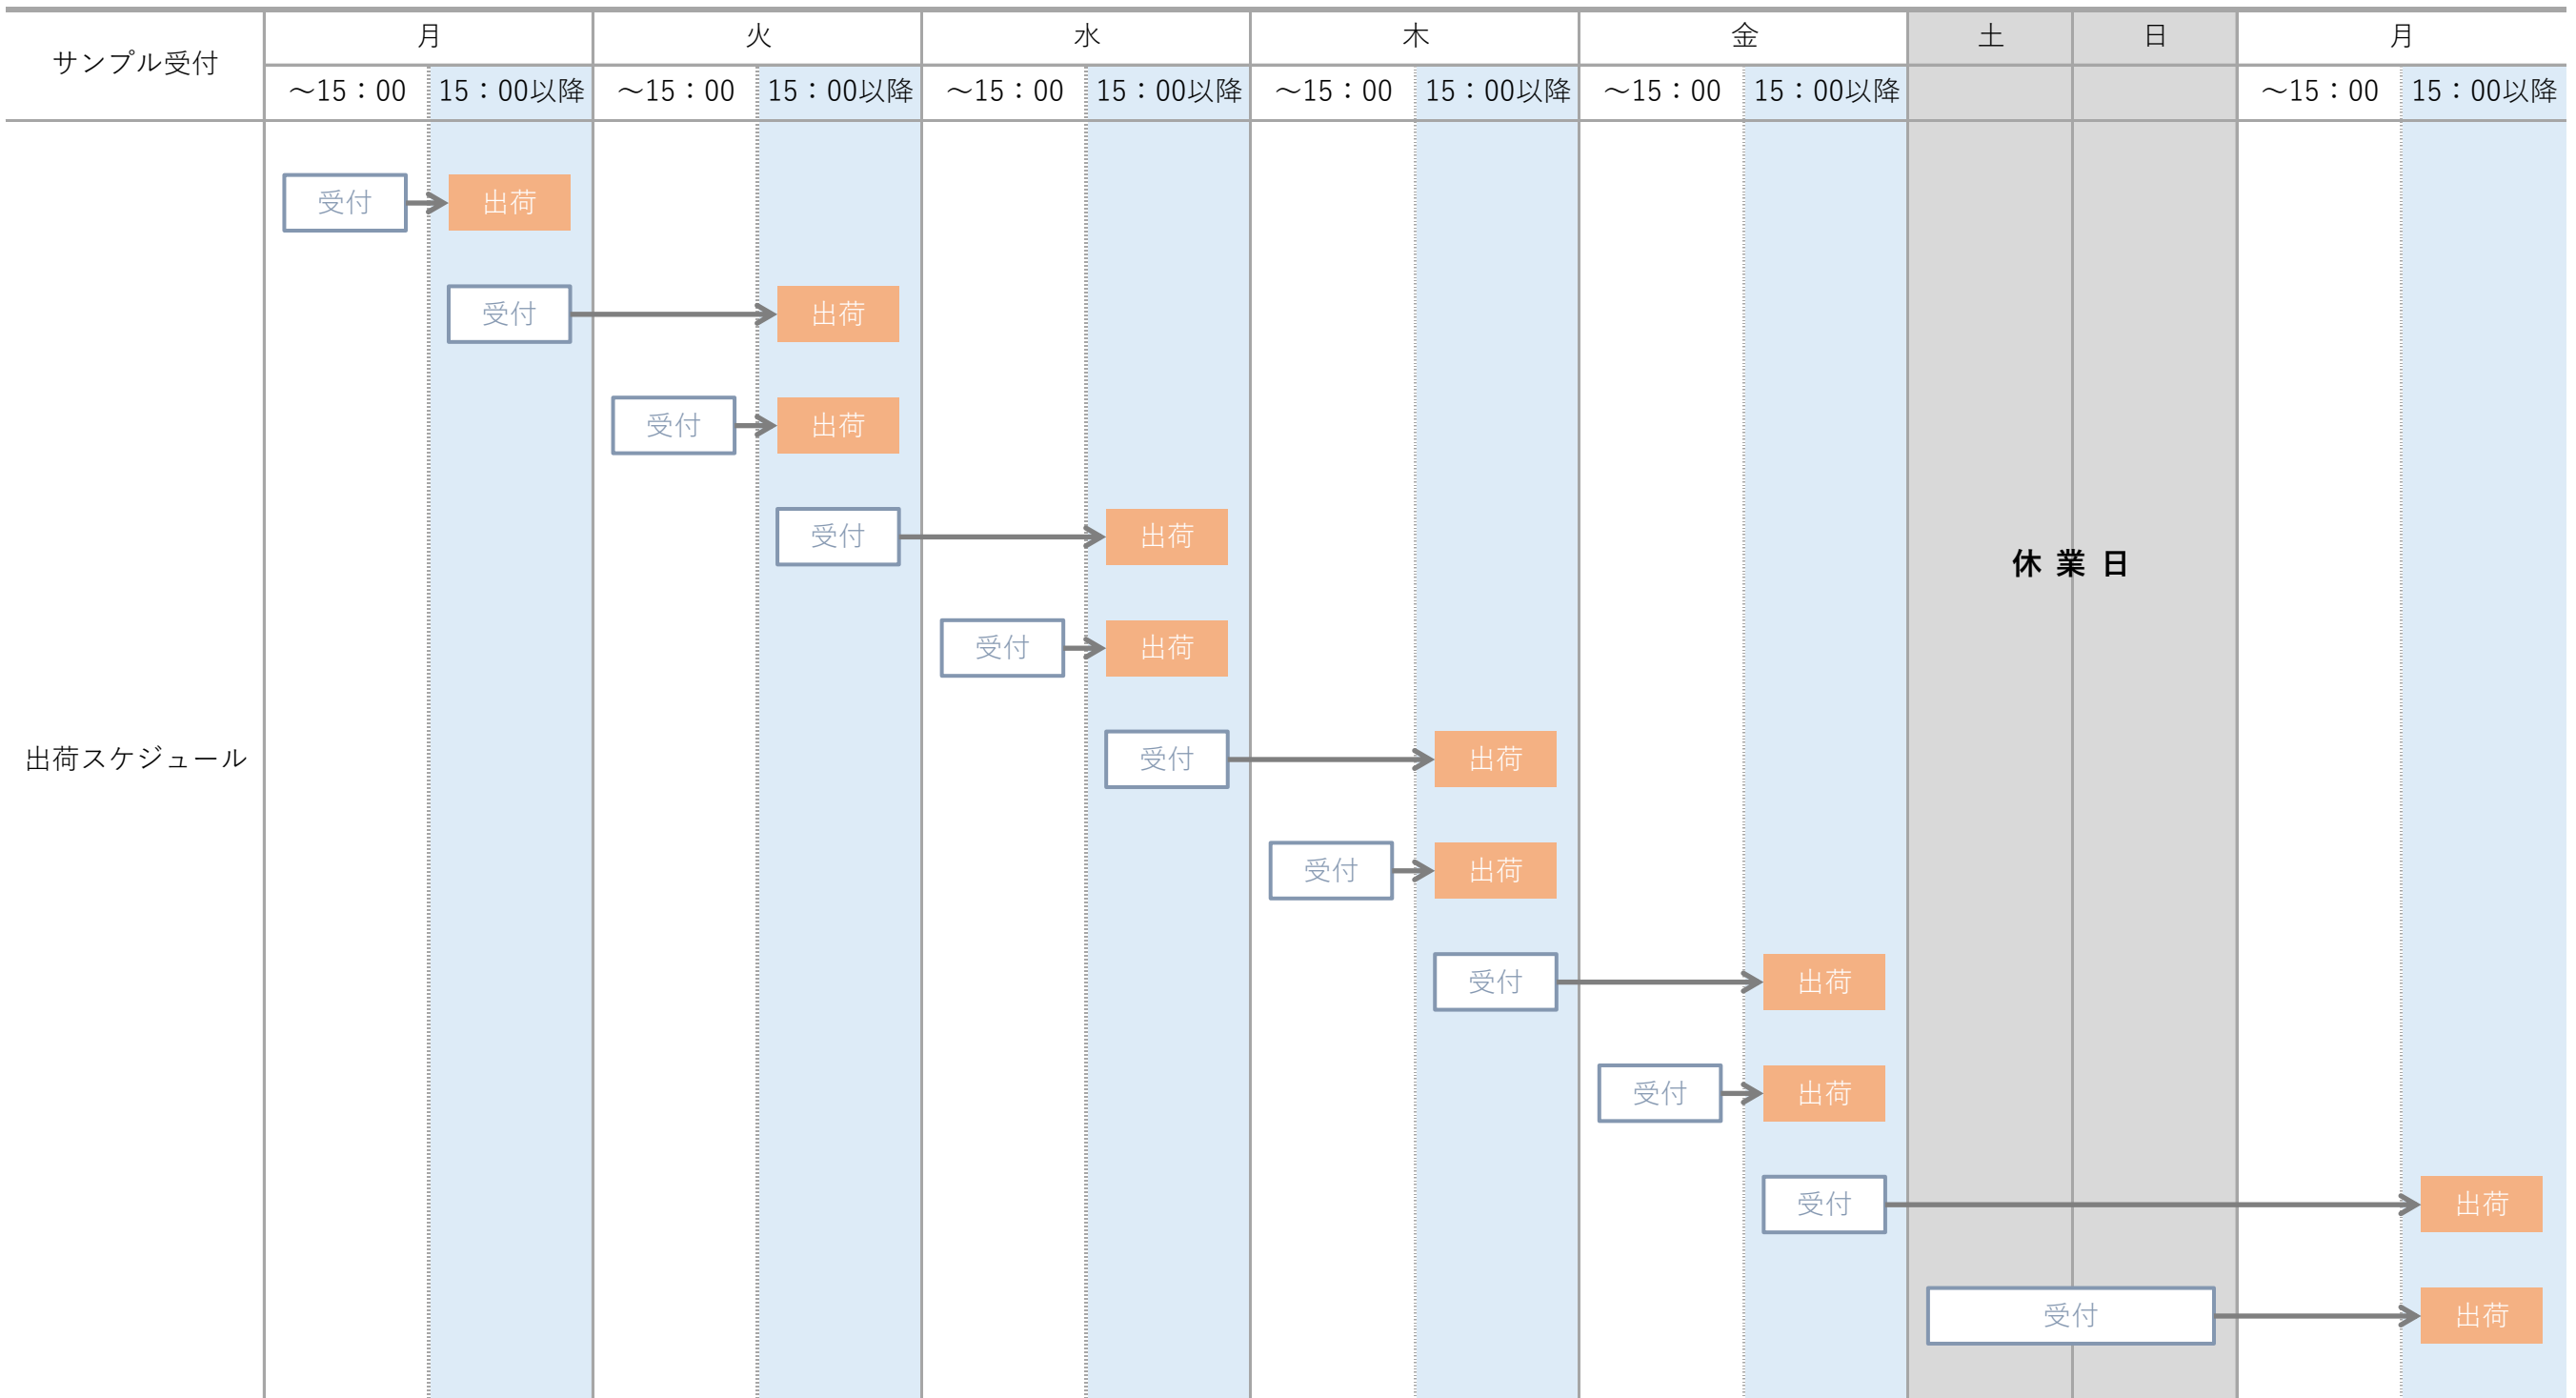 サンプル受付 月 火 水 木 金 土 日 月
～15：00 15：00以降 ～15：00 15：00以降 ～15：00 15：00以降 ～15：00 15：00以降 ～15：00 15：00以降 ～15：00 15：00以降
受付 出荷
受付 出荷
受付 出荷
受付 出荷
休 業 日
受付 出荷
出荷スケジュール 受付 出荷
受付 出荷
受付 出荷
受付 出荷
受付 出荷
受付 出荷